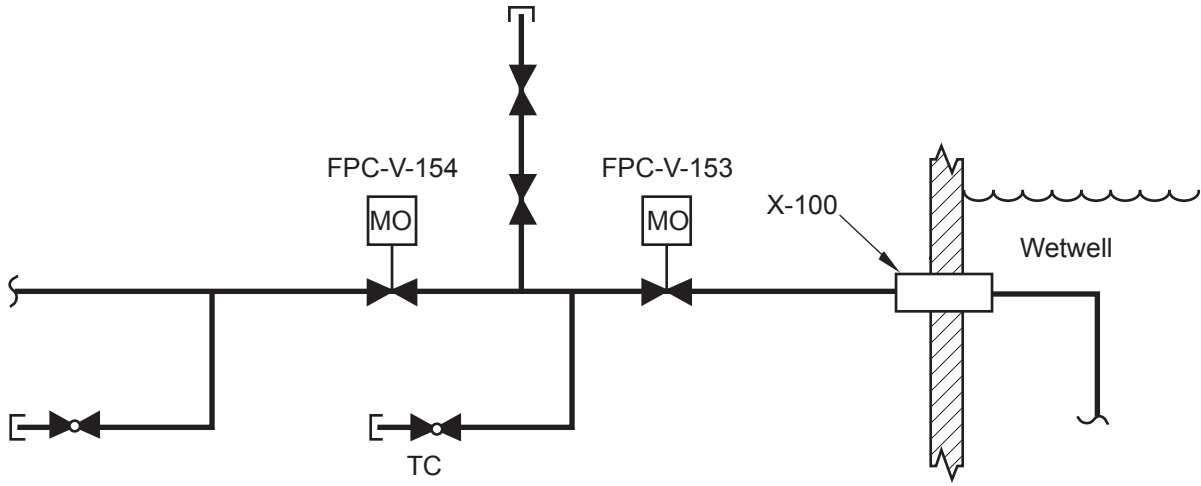 FPC-V-154
FPC-V-153
MO
MO
X-100
Wetwell
TC